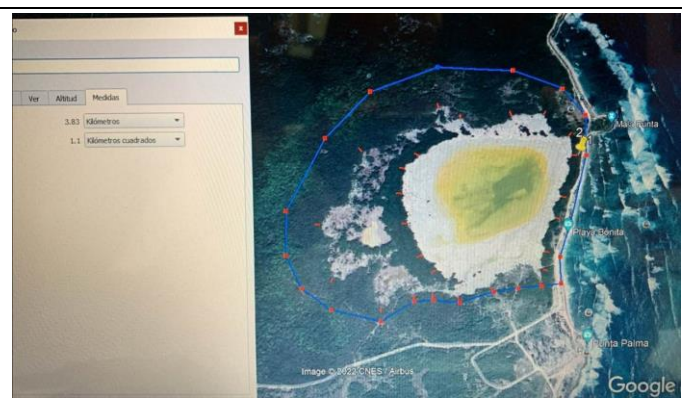 o
x
Ver Altitud Medidas
3.83 Kilómetros
1.1 Kilómetros cuadrados
2
Playa Bonita
Punta Palma
Image © 2022 CNES / Airbus
Google